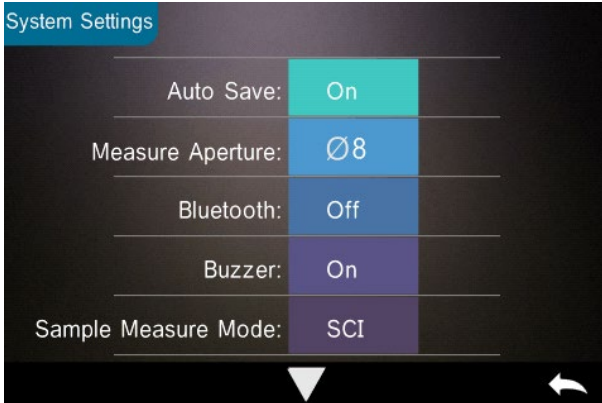 System Settings
Auto Save: On
Measure Aperture: Ø8
Bluetooth: Off
Buzzer: On
Sample Measure Mode: SCI